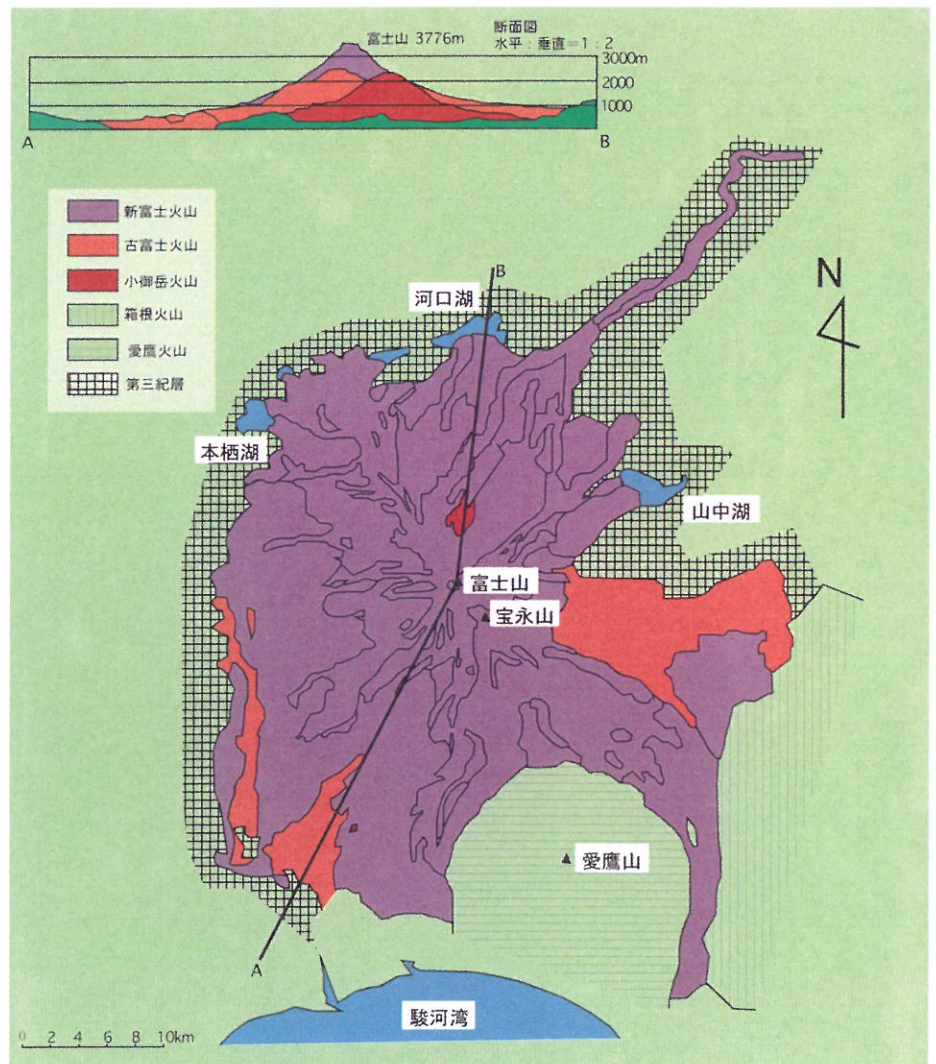 富士山 3776m
断面図
水平：垂直＝1：2
3000m
2000
1000
A
B
新富士火山
古富士火山
小御岳火山
箱根火山
愛鷹火山
第三紀層
N
B
河口湖
本栖湖
山中湖
富士山
宝永山
愛鷹山
A
駿河湾
0 2 4 6 8 10km